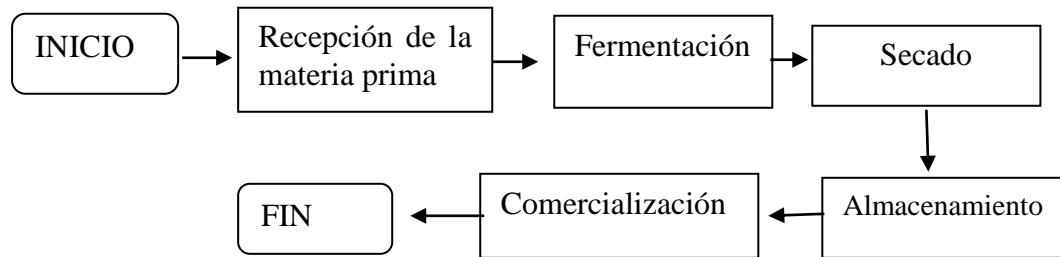 INICIO
Recepción de la
materia prima
Fermentación
Secado
Almacenamiento
Comercialización
FIN